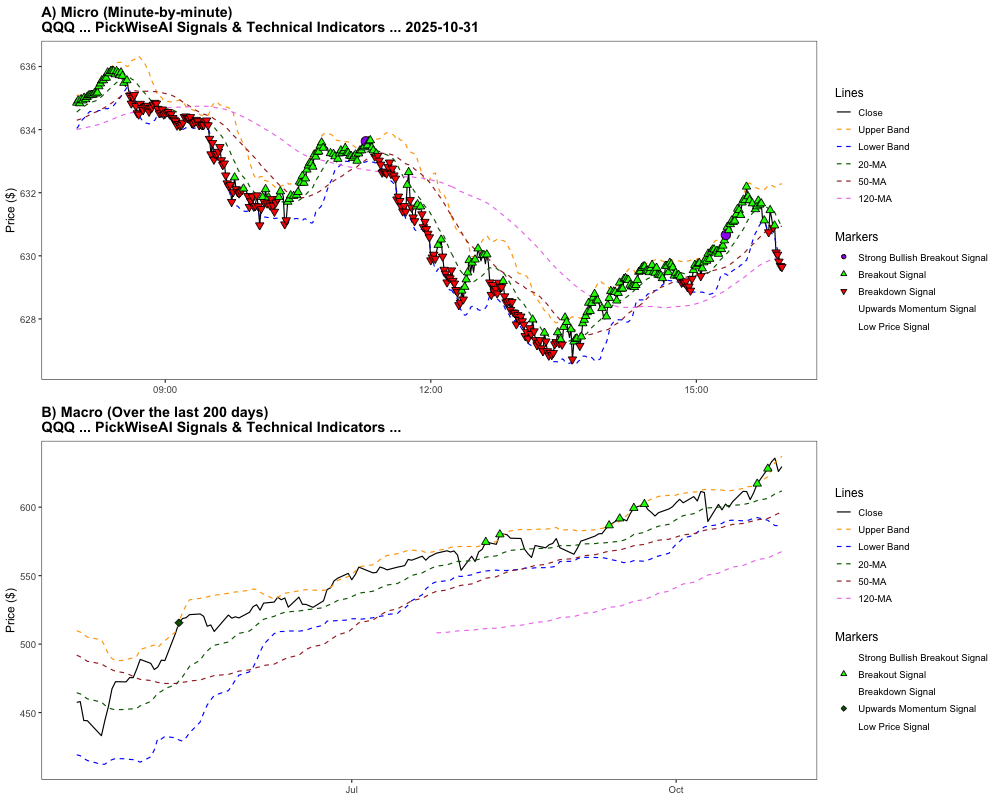 A) Micro (Minute-by-minute)
QQQ ... PickWiseAI Signals & Technical Indicators ... 2025-10-31
Price ($)
636
634
632
630
628
09:00
12:00
15:00
Lines
Close
Upper Band
Lower Band
20-MA
50-MA
120-MA
Markers
Strong Bullish Breakout Signal
Breakout Signal
Breakdown Signal
Upwards Momentum Signal
Low Price Signal
B) Macro (Over the last 200 days)
QQQ ... PickWiseAI Signals & Technical Indicators ...
Price ($)
600
550
500
450
Jul
Oct
Lines
Close
Upper Band
Lower Band
20-MA
50-MA
120-MA
Markers
Strong Bullish Breakout Signal
Breakout Signal
Breakdown Signal
Upwards Momentum Signal
Low Price Signal